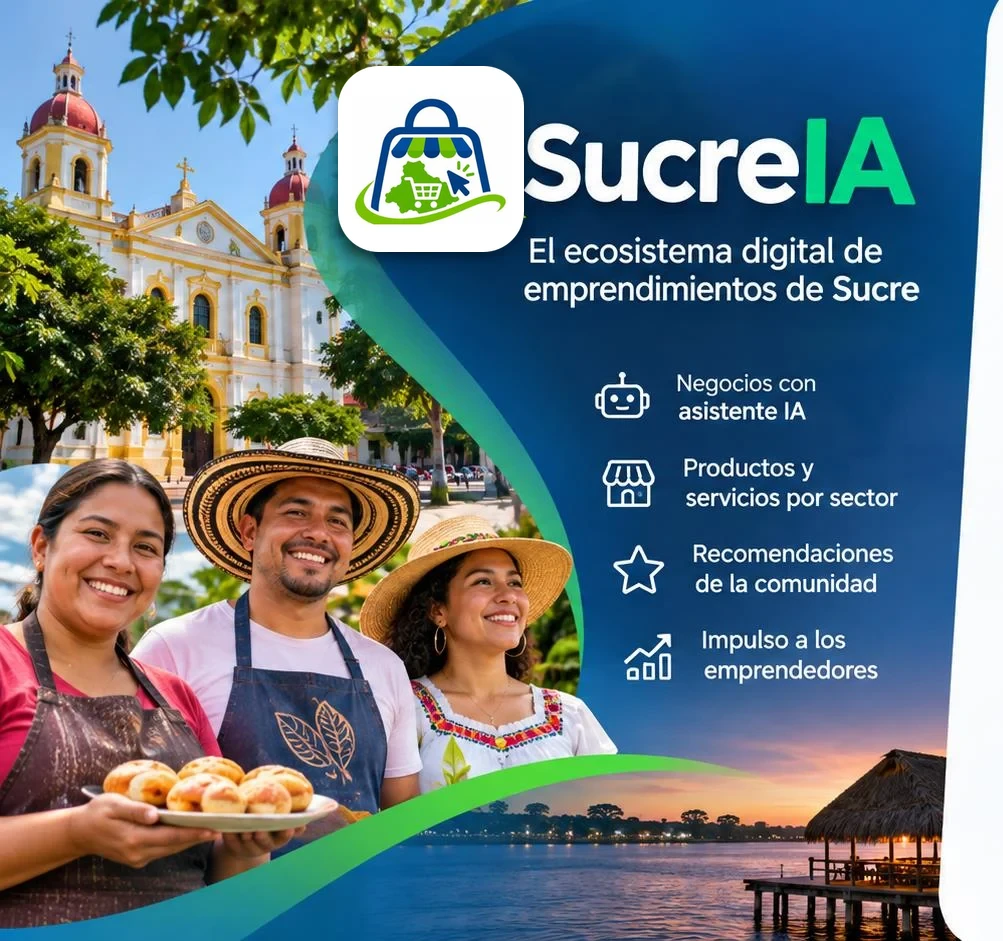 SucreIA
El ecosistema digital de
emprendimientos de Sucre
Negocios con
asistente IA
Productos y
servicios por sector
Recomendaciones
de la comunidad
Impulso a los
emprendedores